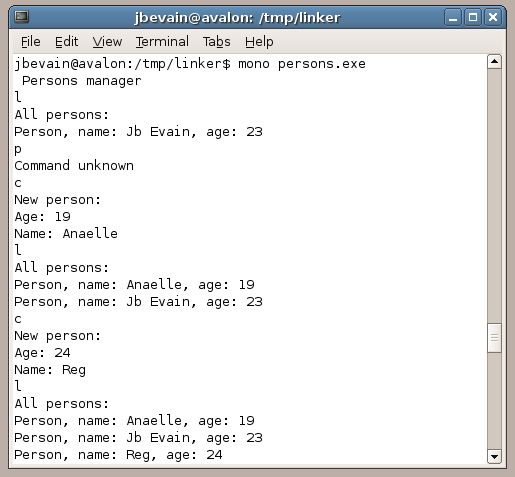 jbevain@avalon: /tmp/linker
File Edit View Terminal Tabs Help
jbevain@avalon:/tmp/linker$ mono persons.exe
 Persons manager
l
All persons:
Person, name: Jb Evain, age: 23
p
Command unknown
c
New person:
Age: 19
Name: Anaelle
l
All persons:
Person, name: Anaelle, age: 19
Person, name: Jb Evain, age: 23
c
New person:
Age: 24
Name: Reg
l
All persons:
Person, name: Anaelle, age: 19
Person, name: Jb Evain, age: 23
Person, name: Reg, age: 24